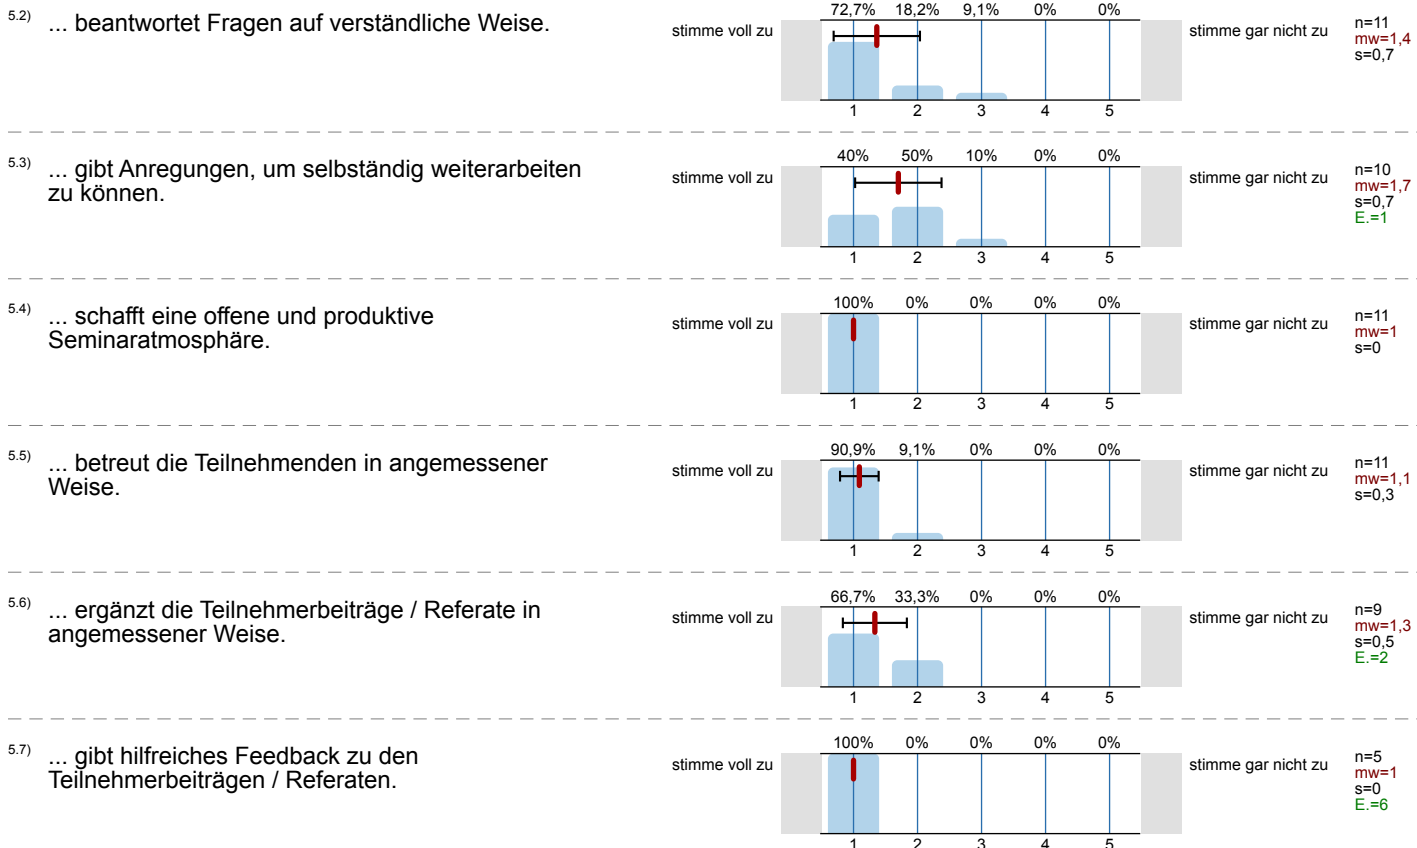 5.2) ... beantwortet Fragen auf verständliche Weise.
stimme voll zu
72,7% 18,2% 9,1% 0% 0%
1 2 3 4 5
stimme gar nicht zu
n=11
mw=1,4
s=0,7
5.3) ... gibt Anregungen, um selbständig weiterarbeiten
zu können.
stimme voll zu
40% 50% 10% 0% 0%
1 2 3 4 5
stimme gar nicht zu
n=10
mw=1,7
s=0,7
E.=1
5.4) ... schafft eine offene und produktive
Seminaratmosphäre.
stimme voll zu
100% 0% 0% 0% 0%
1 2 3 4 5
stimme gar nicht zu
n=11
mw=1
s=0
5.5) ... betreut die Teilnehmenden in angemessener
Weise.
stimme voll zu
90,9% 9,1% 0% 0% 0%
1 2 3 4 5
stimme gar nicht zu
n=11
mw=1,1
s=0,3
5.6) ... ergänzt die Teilnehmerbeiträge / Referate in
angemessener Weise.
stimme voll zu
66,7% 33,3% 0% 0% 0%
1 2 3 4 5
stimme gar nicht zu
n=9
mw=1,3
s=0,5
E.=2
5.7) ... gibt hilfreiches Feedback zu den
Teilnehmerbeiträgen / Referaten.
stimme voll zu
100% 0% 0% 0% 0%
1 2 3 4 5
stimme gar nicht zu
n=5
mw=1
s=0
E.=6